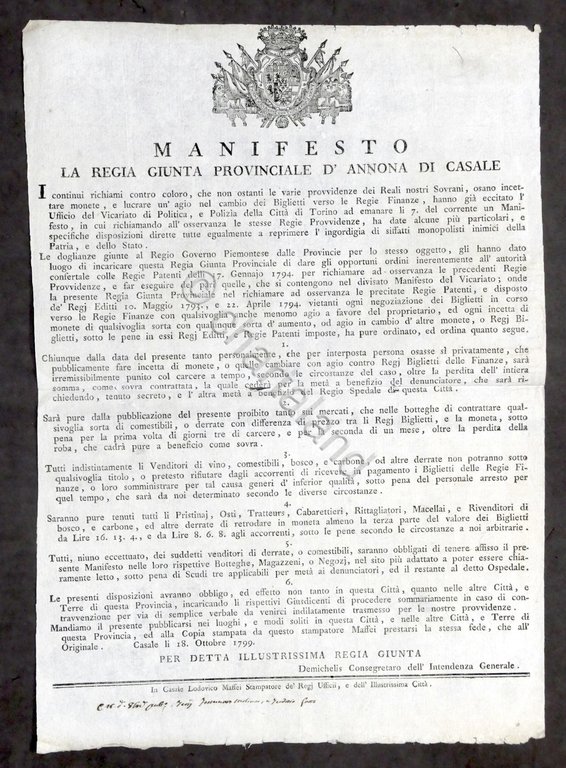 MANIFESTO
LA REGIA GIUNTA PROVINCIALE D' ANNONA DI CASALE
I continui richiami contro coloro, che non ostanti le varie provvidenze dei Reali nostri Sovrani, osano incet-
tare monete, e lucrare un' agio nel cambio dei Biglietti verso le Regie Finanze, hanno già eccitato l'
Ufficio del Vicariato di Politica, e Polizia della Città di Torino ad emanare li 7. del corrente un Mani-
festo, in cui richiamando all' osservanza le stesse Regie Provvidenze, ha date alcune più particolari, e
specifiche disposizioni dirette tutte egualmente a reprimere l' ingordigia di siffatti monopolisti inimici della
Patria, e dello Stato.
Le doglianze giunte al Regio Governo Piemontese dalle Provincie per lo stesso oggetto, gli hanno dato
luogo di incaricare questa Regia Giunta Provinciale di dare gli opportuni ordini inerentemente all' autorità
confertale colle Regie Patenti 17. Gennajo 1794. per richiamare ad osservanza le precedenti Regie
Provvidenze, e far eseguire quelle, che si contengono nel divisato Manifesto del Vicariato; onde
la presente Regia Giunta nel richiamare ad osservanza le precitate Regie Patenti, e disposto
de' Regj Editti 10. Maggio 1793., e 22. Aprile 1794. vietanti ogni negoziazione dei Biglietti in corso
verso le Regie Finanze con qualsivoglia anche menomo agio a favore del proprietario, ed ogni incetta di
monete di qualsivoglia sorta con qualunque sorta d' aumento, od agio in cambio d' altre monete, o Regj Bi-
glietti, sotto le pene in essi Regj Editti, e Regie Patenti imposte, ha pure ordinato, ed ordina quanto segue.
1.
Chiunque dalla data del presente tanto per se, che per interposta persona osasse sì privatamente, che
pubblicamente fare incetta di monete, o cambiare con agio contro Regj Biglietti delle Finanze, sarà
irremissibilmente punito col carcere a tempo, secondo le circostanze del caso, oltre la perdita dell' intiera
somma, come sovra contrattata, la quale metà a benefizio del denunciatore, che sarà ri-
chiedendo, tenuto secreto, e l' altra metà a del Regio Spedale di questa Città.
2.
Sarà pure dalla pubblicazione del presente proibito tanto mercati, che nelle botteghe di contrattare qual-
sivoglia sorta di comestibili, o derrate con differenza di prezzo tra li Regj Biglietti, e la moneta, sotto
pena per la prima volta di giorni tre di carcere, e per la seconda di un mese, oltre la perdita della
roba, che cadrà pure a beneficio come sovra.
3.
Tutti indistintamente li Venditori di vino, comestibili, bosco, e od altre derrate non potranno sotto
qualsivoglia titolo, o pretesto rifiutare dagli accorrenti di ricevere in pagamento i Biglietti delle Regie Fi-
nanze, o loro somministrare per tal causa generi d' inferior qualità, sotto pena del personale arresto per
quel tempo, che sarà da noi determinato secondo le diverse circostanze.
4.
Saranno pure tenuti tutti li Pristinaj, Osti, Tratteurs, Cabarettieri, Rittagliatori, Macellai, e Rivenditori di
bosco, e carbone, ed altre derrate di retrodare in moneta almeno la terza parte del valore dei Biglietti
da Lire 16. 13. 4., e da Lire 8. 6. 8. agli accorrenti, sotto le pene secondo le circostanze a noi arbitrarie.
5.
Tutti, niuno eccettuato, dei suddetti venditori di derrate, o comestibili, saranno obbligati di tenere affisso il pre-
sente Manifesto nelle loro rispettive Botteghe, Magazzeni, o Negozj, nel sito più adattato a poter essere chia-
ramente letto, sotto pena di Scudi tre applicabili per metà ai denunciatori, ed il restante al detto Ospedale.
6.
Le presenti disposizioni avranno obbligo, ed effetto non tanto in questa Città, quanto nelle altre Città, e
Terre di questa Provincia, incaricando li rispettivi Giusdicenti di procedere sommariamente in caso di con-
travvenzione per via di semplice verbale da venirci indilatamente trasmesso per le nostre provvidenze.
Mandiamo il presente pubblicarsi nei luoghi, e modi soliti in questa Città, e nelle altre Città, e Terre di
questa Provincia, ed alla Copia stampata da questo stampatore Maffei prestarsi la stessa fede, che all'
Originale. Casale li 18. Ottobre 1799.
PER DETTA ILLUSTRISSIMA REGIA GIUNTA
Demichelis Consegretaro dell' Intendenza Generale.
In Casale Lodovico Maffei Stampatore de' Regj Ufficii, e dell' Illustrissima Città.
© chartaland